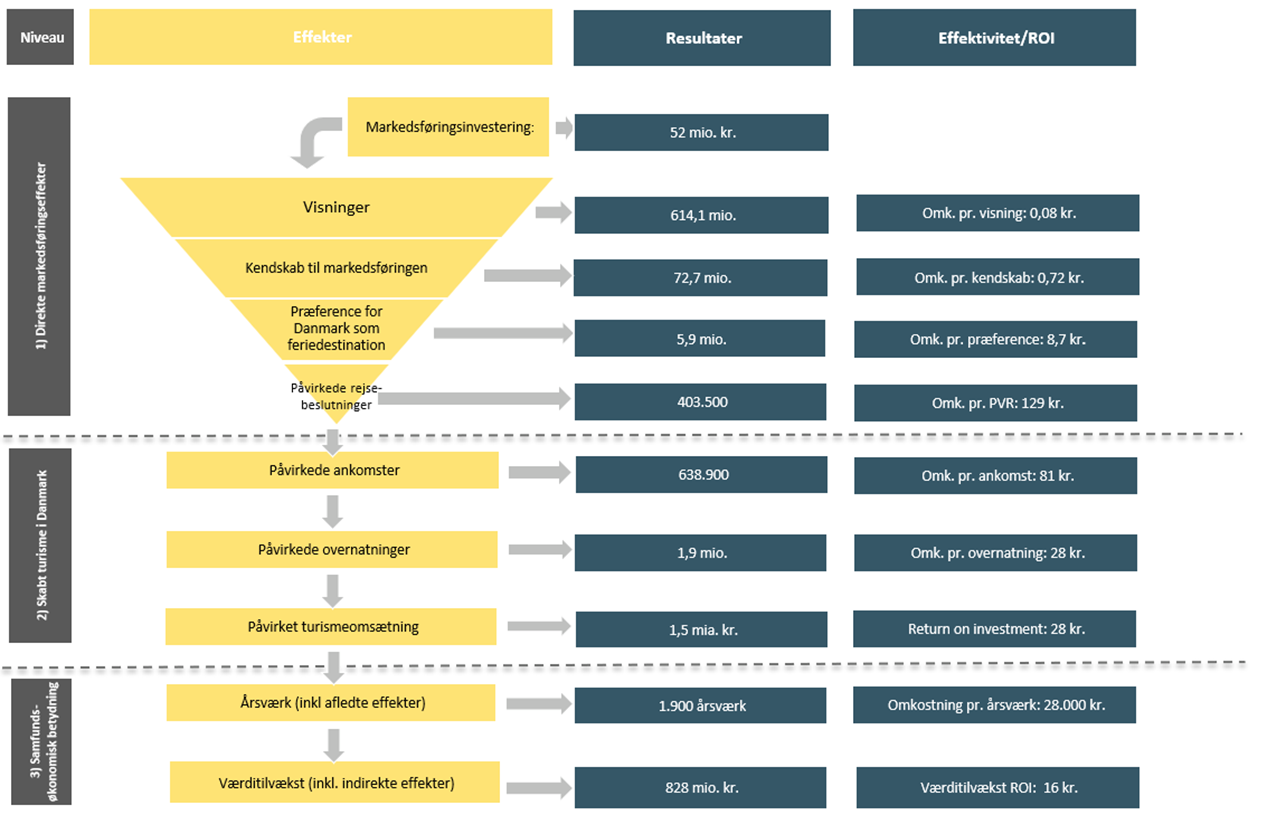 Niveau
Effekter
Resultater
Effektivitet/ROI
1) Direkte markedsføringseffekter
Markedsføringsinvestering:
52 mio. kr.
Visninger
614,1 mio.
Omk. pr. visning: 0,08 kr.
Kendskab til markedsføringen
72,7 mio.
Omk. pr. kendskab: 0,72 kr.
Præference for
Danmark som
feriedestination
5,9 mio.
Omk. pr. præference: 8,7 kr.
Påvirkede rejse-
beslutninger
403.500
Omk. pr. PVR: 129 kr.
2) Skabt turisme i Danmark
Påvirkede ankomster
638.900
Omk. pr. ankomst: 81 kr.
Påvirkede overnatninger
1,9 mio.
Omk. pr. overnatning: 28 kr.
Påvirket turismeomsætning
1,5 mia. kr.
Return on investment: 28 kr.
3) Samfunds-
økonomisk betydning
Årsværk (inkl afledte effekter)
1.900 årsværk
Omkostning pr. årsværk: 28.000 kr.
Værditilvækst (inkl. indirekte effekter)
828 mio. kr.
Værditilvækst ROI:  16 kr.